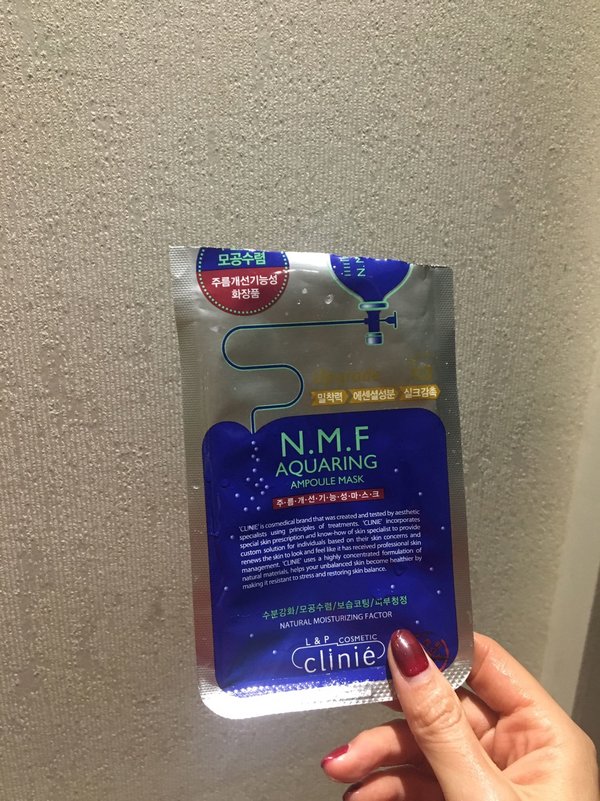 모공수렴
주름개선기능성
화장품
N.M.
밀착력 에센셜성분 실크감촉
N.M.F
AQUARING
AMPOULE MASK
주·름·개·선·기·능·성·마·스·크
'CLINIE' is cosmedical brand that was created and tested by aesthetic
specialists using principles of treatments. 'CLINIE' incorporates
special skin prescription and know-how of skin specialist to provide
custom solution for individuals based on their skin concerns and
renews the skin to look and feel like it has received professional skin
management. 'CLINIE' uses a highly concentrated formulation of
natural materials, helps your unbalanced skin become healthier by
making it resistant to stress and restoring skin balance.
수분강화/모공수렴/보습코팅/피부청정
NATURAL MOISTURIZING FACTOR
L & P COSMETIC
clinié